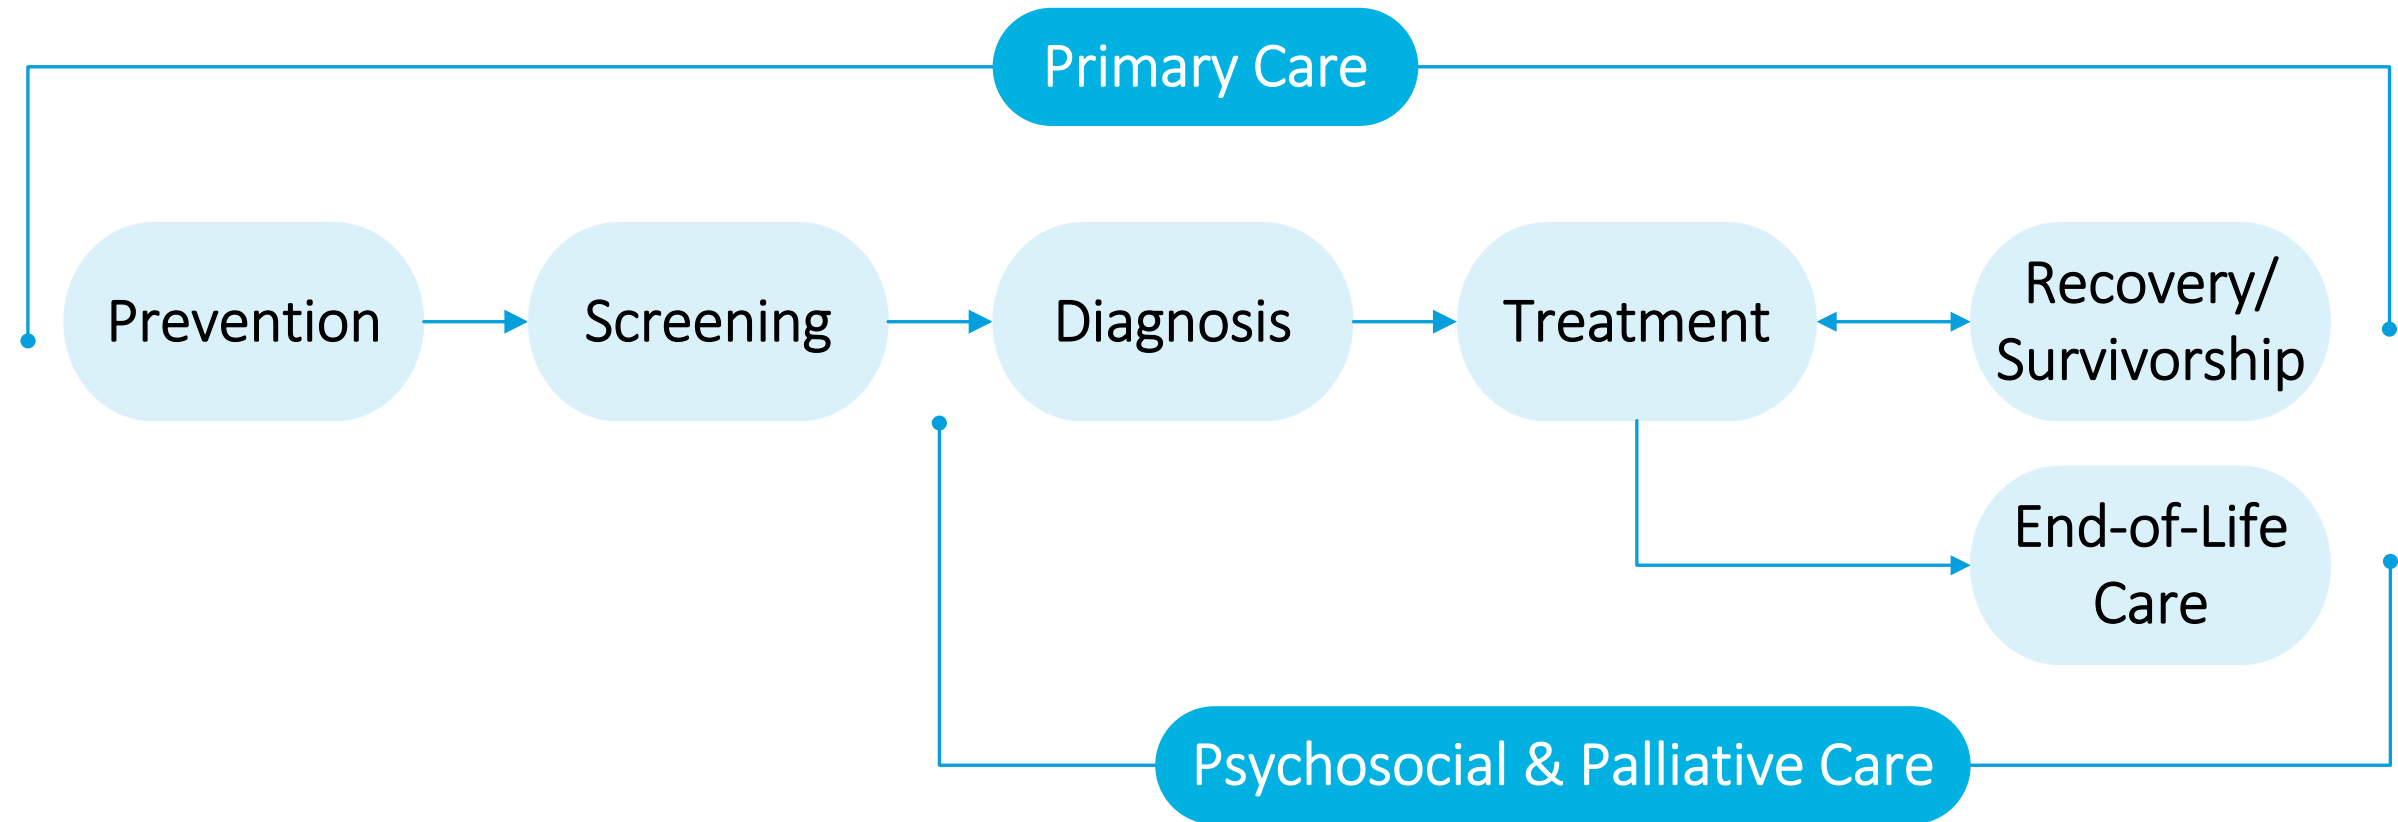 Primary Care
Prevention
Screening
Diagnosis
Treatment
Recovery/
Survivorship
End-of-Life
Care
Psychosocial & Palliative Care